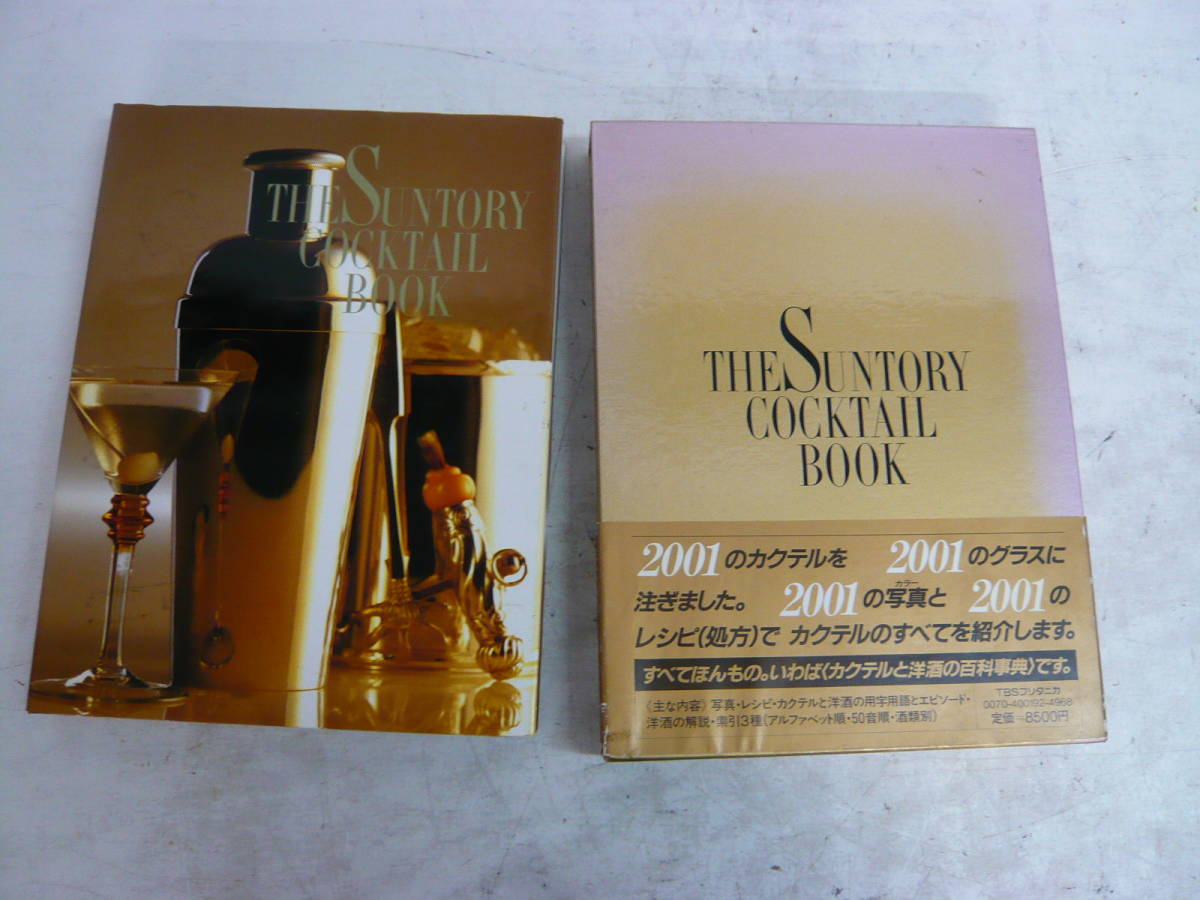 THE SUNTORY
COCKTAIL
BOOK
THE SUNTORY
COCKTAIL
BOOK
2001のカクテルを 2001のグラスに
注ぎました。 2001の写真と 2001の
カラー
レシピ(処方)で カクテルのすべてを紹介します。
すべてほんもの。いわば〈カクテルと洋酒の百科事典〉です。
〈主な内容〉写真・レシピ・カクテルと洋酒の用字用語とエピソード・
洋酒の解説・索引3種(アルファベット順・50音順・酒類別)
TBSブリタニカ
0070-400192-4968
定価=8500円